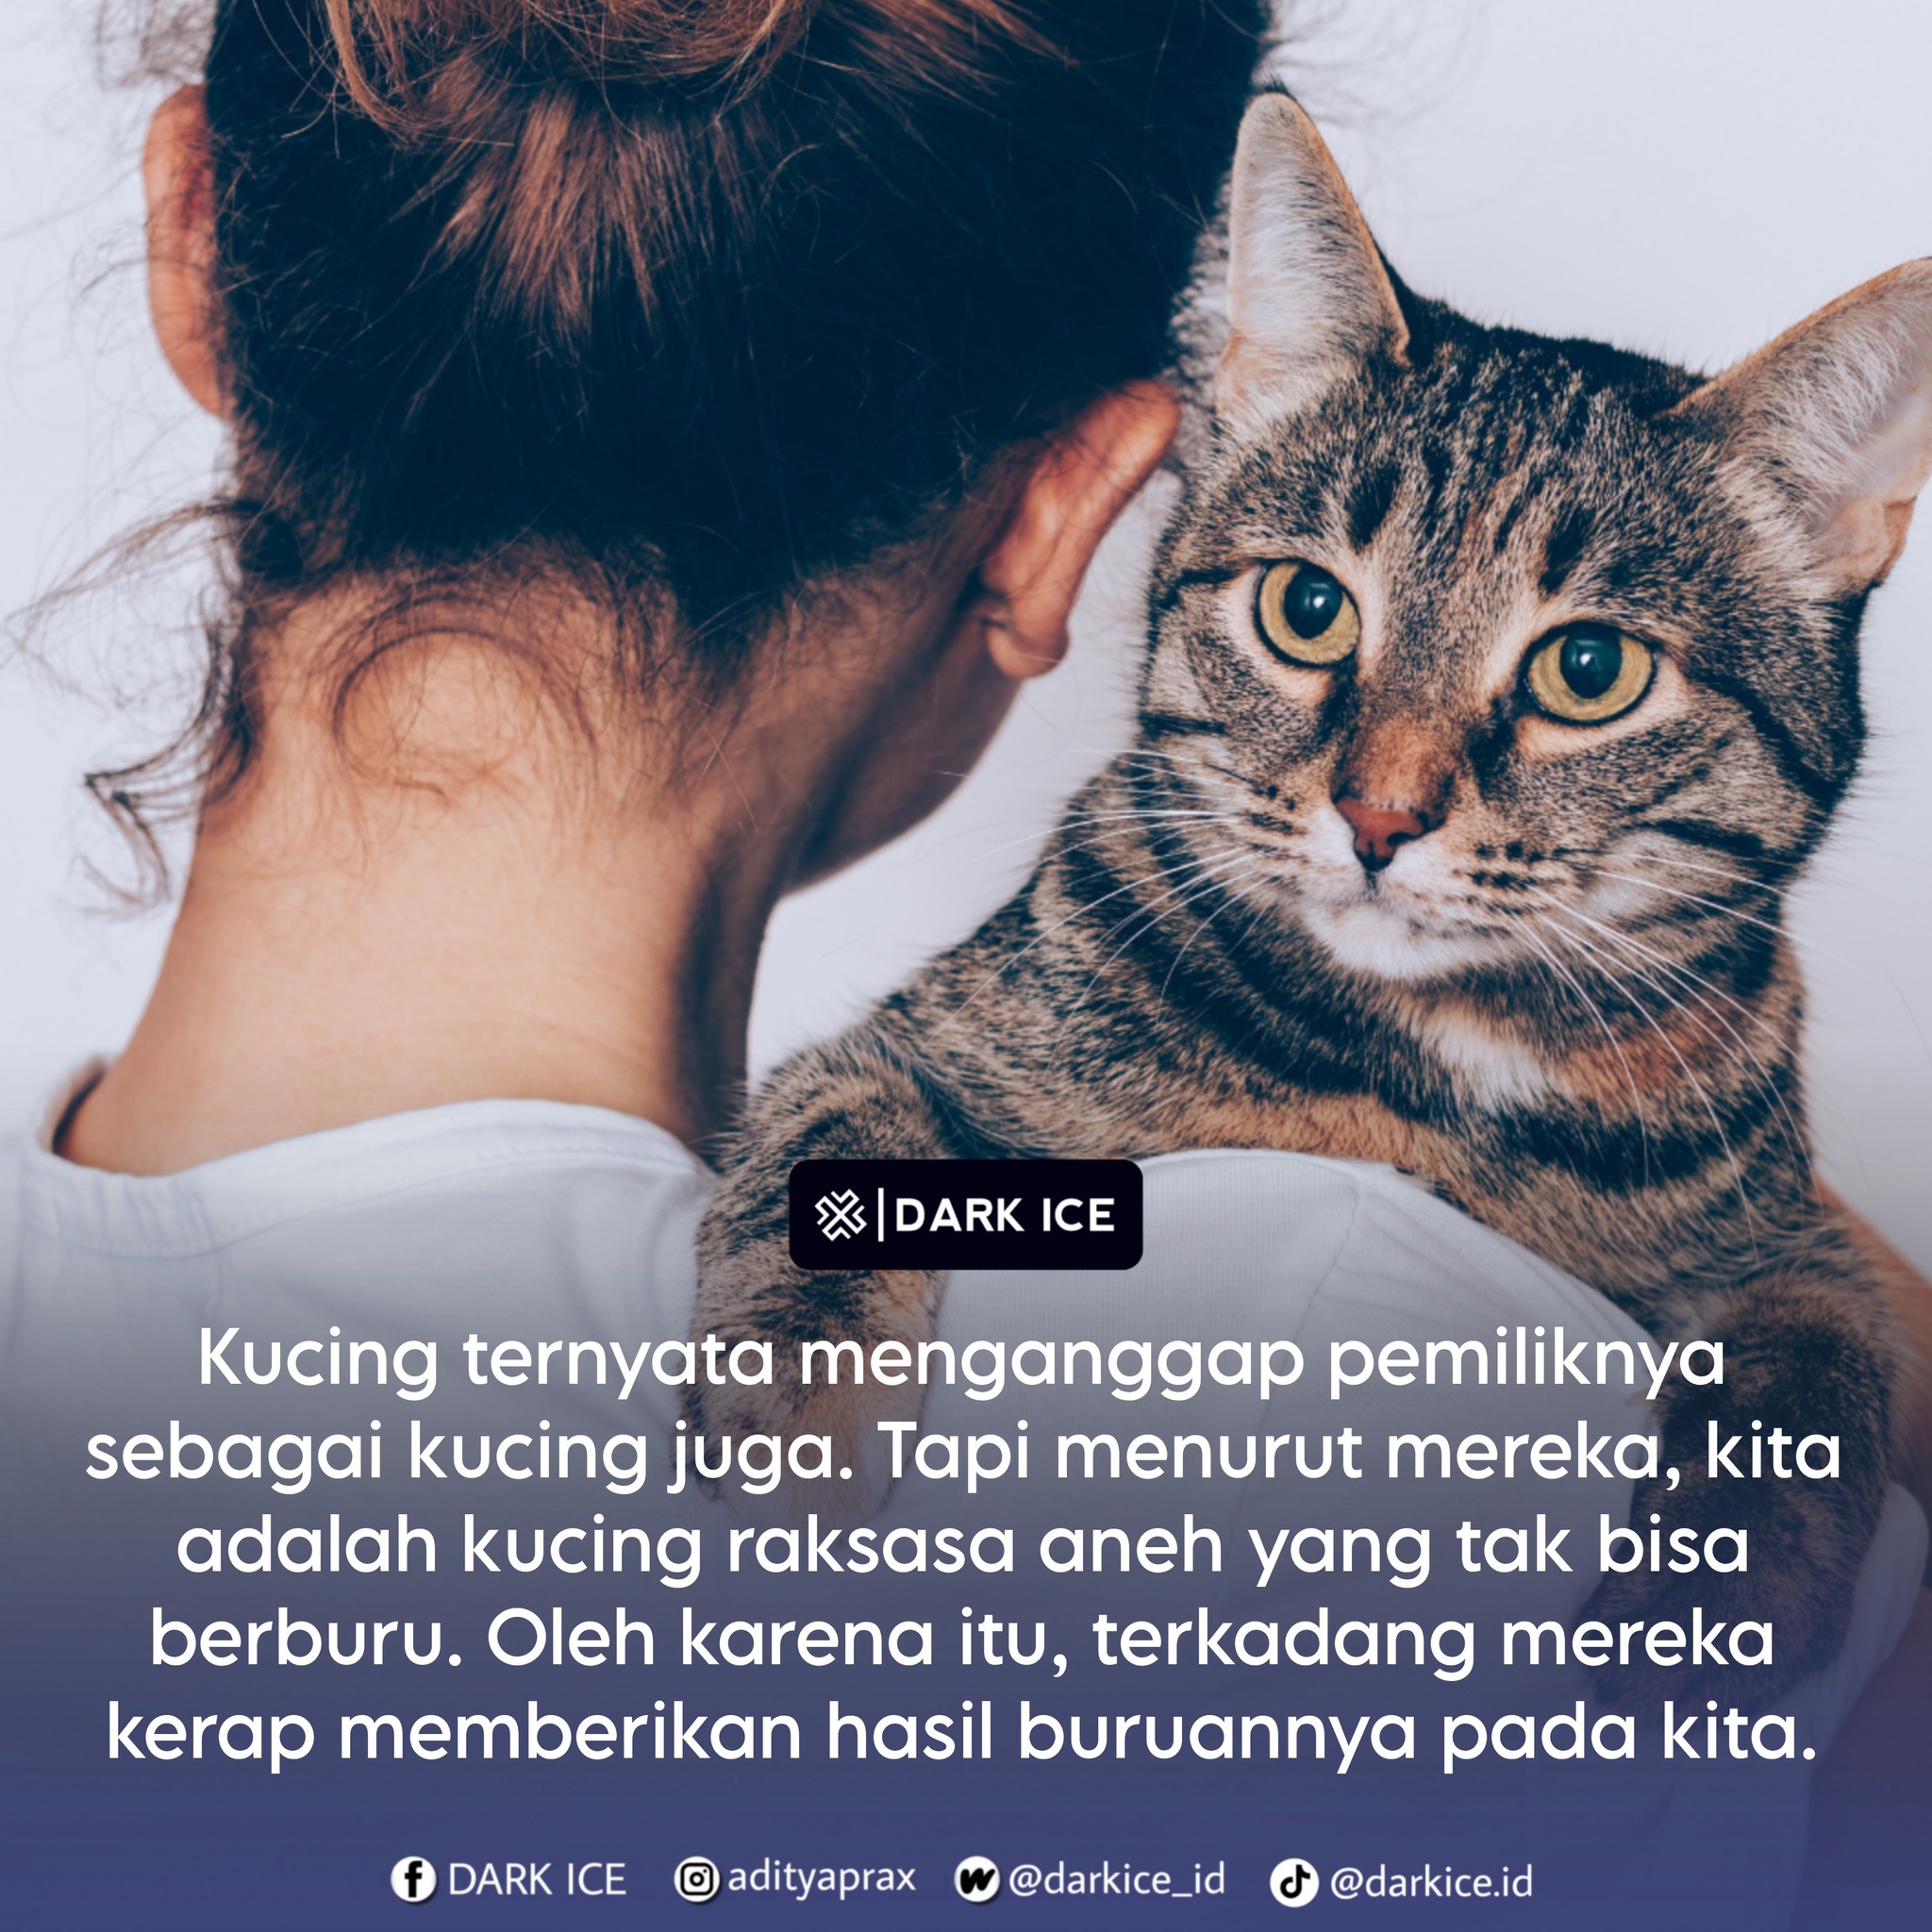 DARK ICE
Kucing ternyata menganggap pemiliknya
sebagai kucing juga. Tapi menurut mereka, kita
adalah kucing raksasa aneh yang tak bisa
berburu. Oleh karena itu, terkadang mereka
kerap memberikan hasil buruannya pada kita.
DARK ICE adityaprax @darkice_id @darkice.id